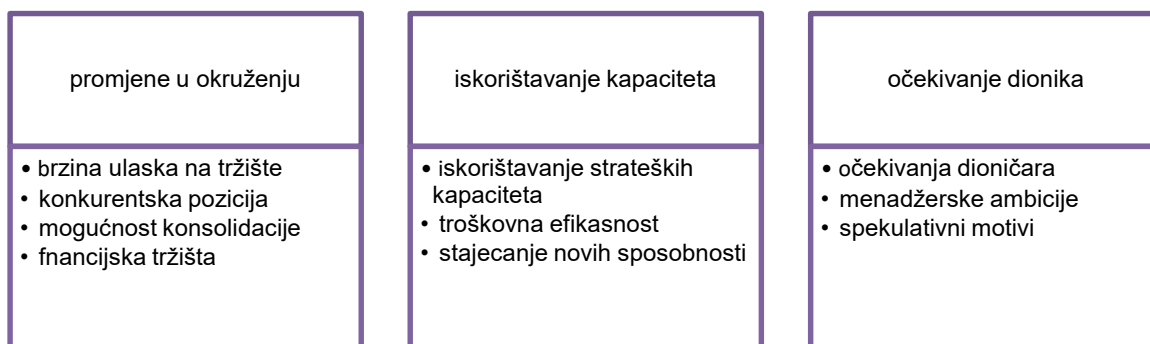 promjene u okruženju
• brzina ulaska na tržište
• konkurentska pozicija
• mogućnost konsolidacije
• fnancijska tržišta
iskorištavanje kapaciteta
• iskorištavanje strateških
kapaciteta
• troškovna efikasnost
• stajecanje novih sposobnosti
očekivanje dionika
• očekivanja dioničara
• menadžerske ambicije
• spekulativni motivi